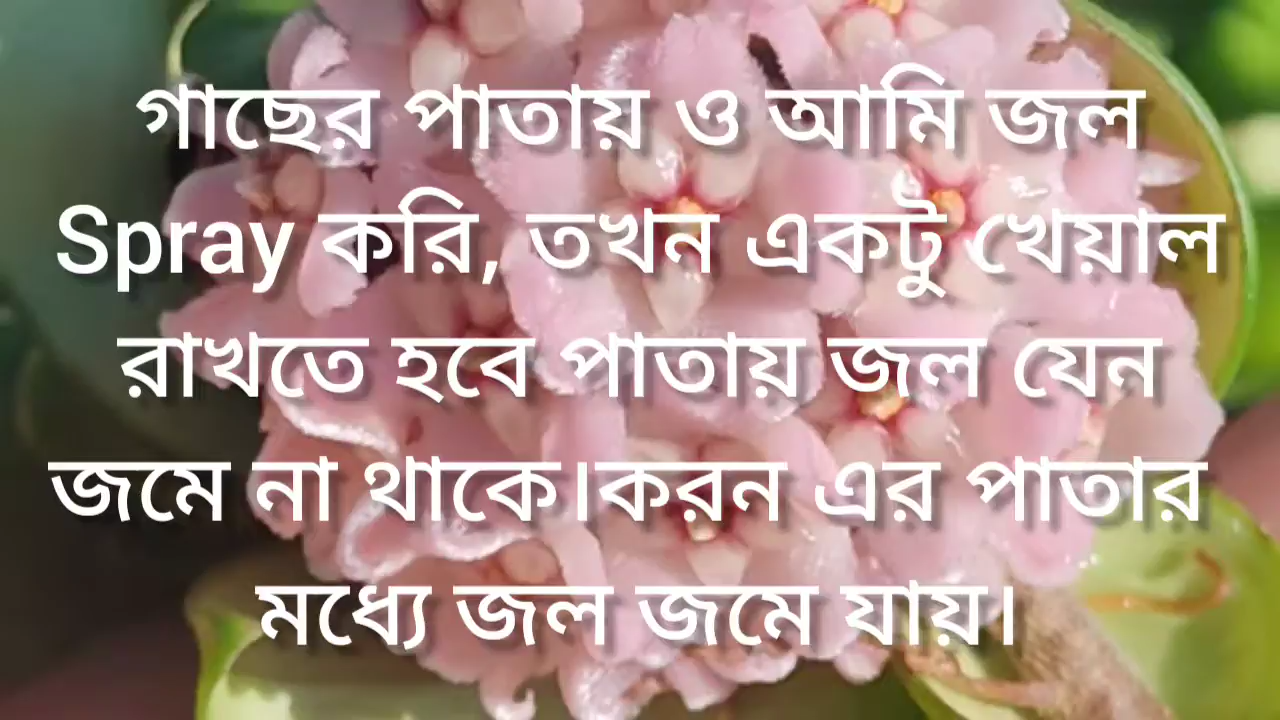 গাছের পাতায় ও আমি জল
Spray করি, তখন একটু খেয়াল
রাখতে হবে পাতায় জল যেন
জমে না থাকে।করন এর পাতার
মধ্যে জল জমে যায়।